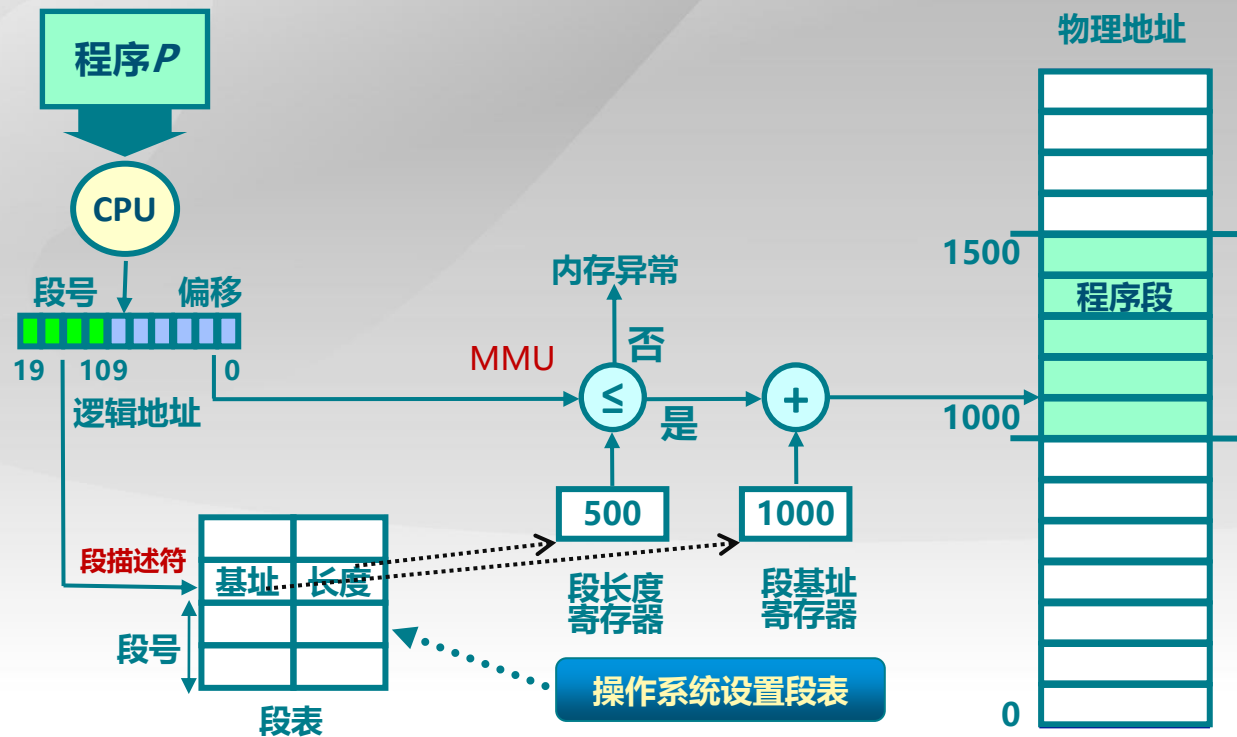 程序P
物理地址
CPU
段号 偏移
19 109 0
逻辑地址
内存异常
MMU
否
≤
是
+
1500
程序段
1000
500
1000
段长度
寄存器
段基址
寄存器
段描述符
基址 长度
段号
段表
操作系统设置段表
0